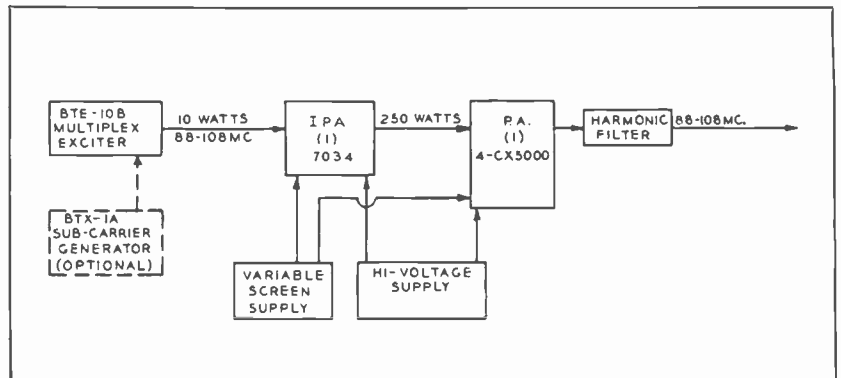 BTE-10B
MULTIPLEX
EXCITER
10 WATTS
88-108MC
IPA
(1)
7034
250 WATTS
P.A.
(1)
4-CX5000
HARMONIC
FILTER
88-108MC.
BTX-1A
SUB-CARRIER
GENERATOR
(OPTIONAL)
VARIABLE
SCREEN
SUPPLY
HI-VOLTAGE
SUPPLY